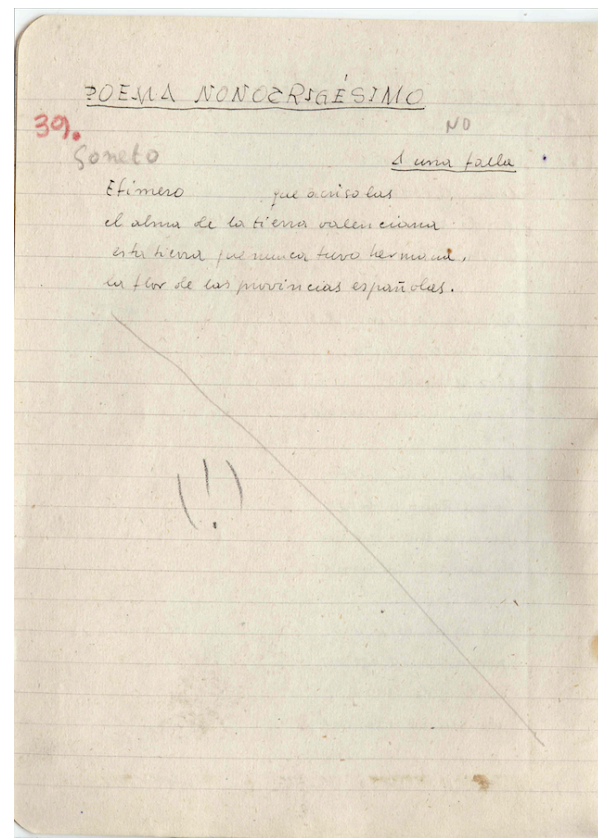 POEMA NONOTRIGÉSIMO
39.
NO
Soneto
A una falla
Efímero que acrisolas
el alma de la tierra valenciana
esta tierra que nunca tuvo hermana,
la flor de las provincias españolas.
(!)